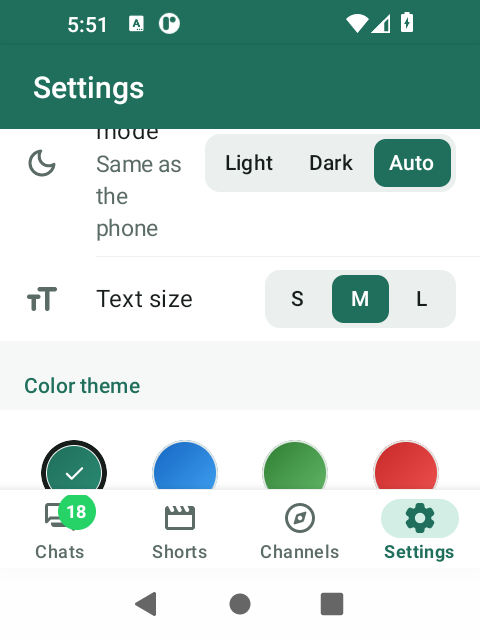 5:51
Settings
mode
Same as
the
phone
Light Dark Auto
Text size
S M L
Color theme
18
Chats Shorts Channels Settings